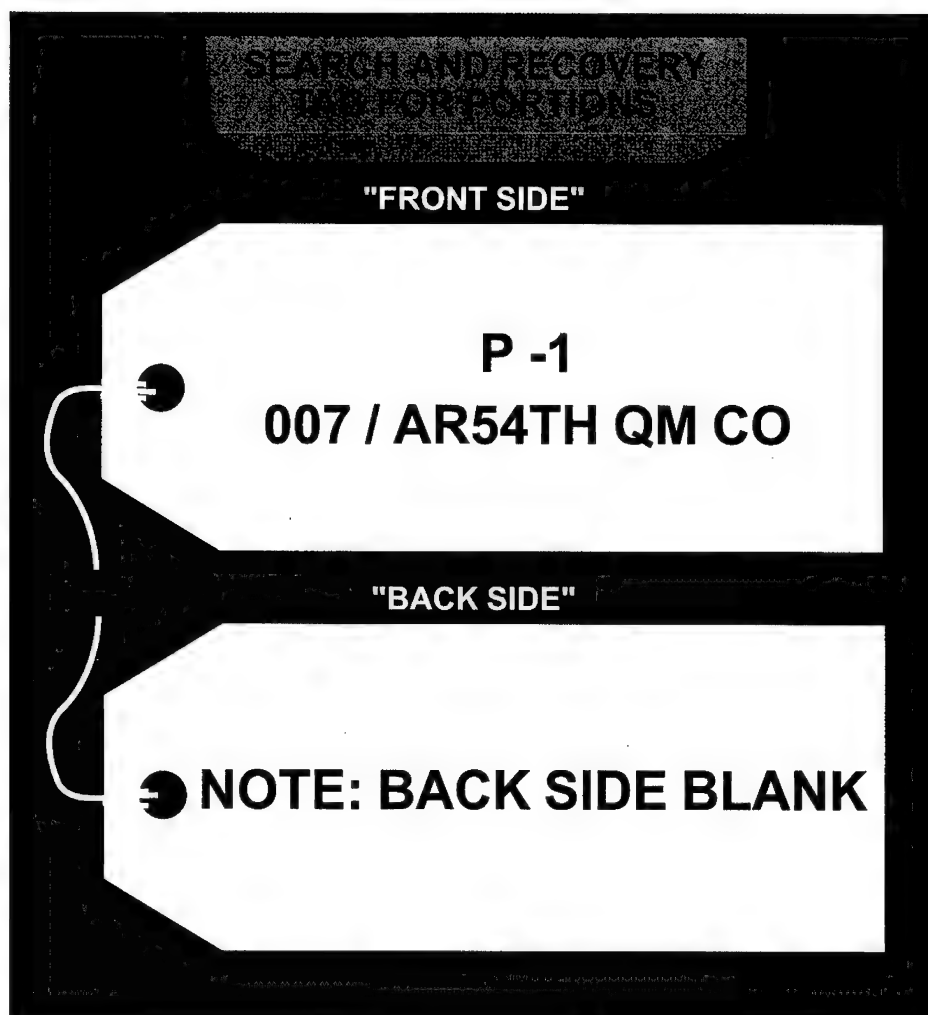 SEARCH AND RECOVERY
TAG FOR PORTIONS
"FRONT SIDE"
P -1
007 / AR54TH QM CO
"BACK SIDE"
NOTE: BACK SIDE BLANK